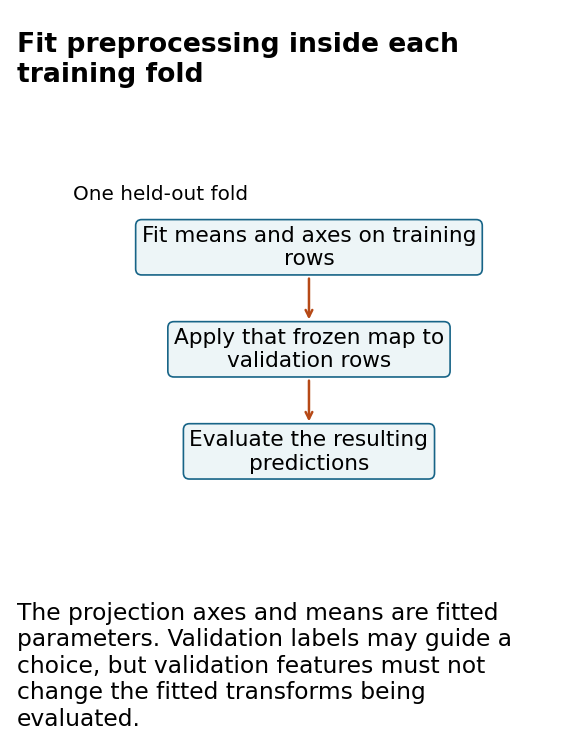 Fit preprocessing inside each
training fold
One held-out fold
Fit means and axes on training
rows
Apply that frozen map to
validation rows
Evaluate the resulting
predictions
The projection axes and means are fitted
parameters. Validation labels may guide a
choice, but validation features must not
change the fitted transforms being
evaluated.